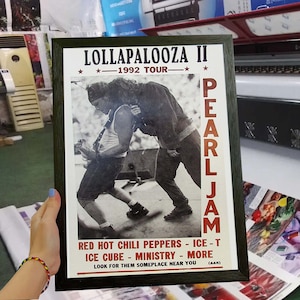 LOLLAPALOOZA II
1992 TOUR
PEARL JAM
RED HOT CHILI PEPPERS - ICE-T
ICE CUBE - MINISTRY - MORE
LOOK FOR THEM SOMEPLACE NEAR YOU